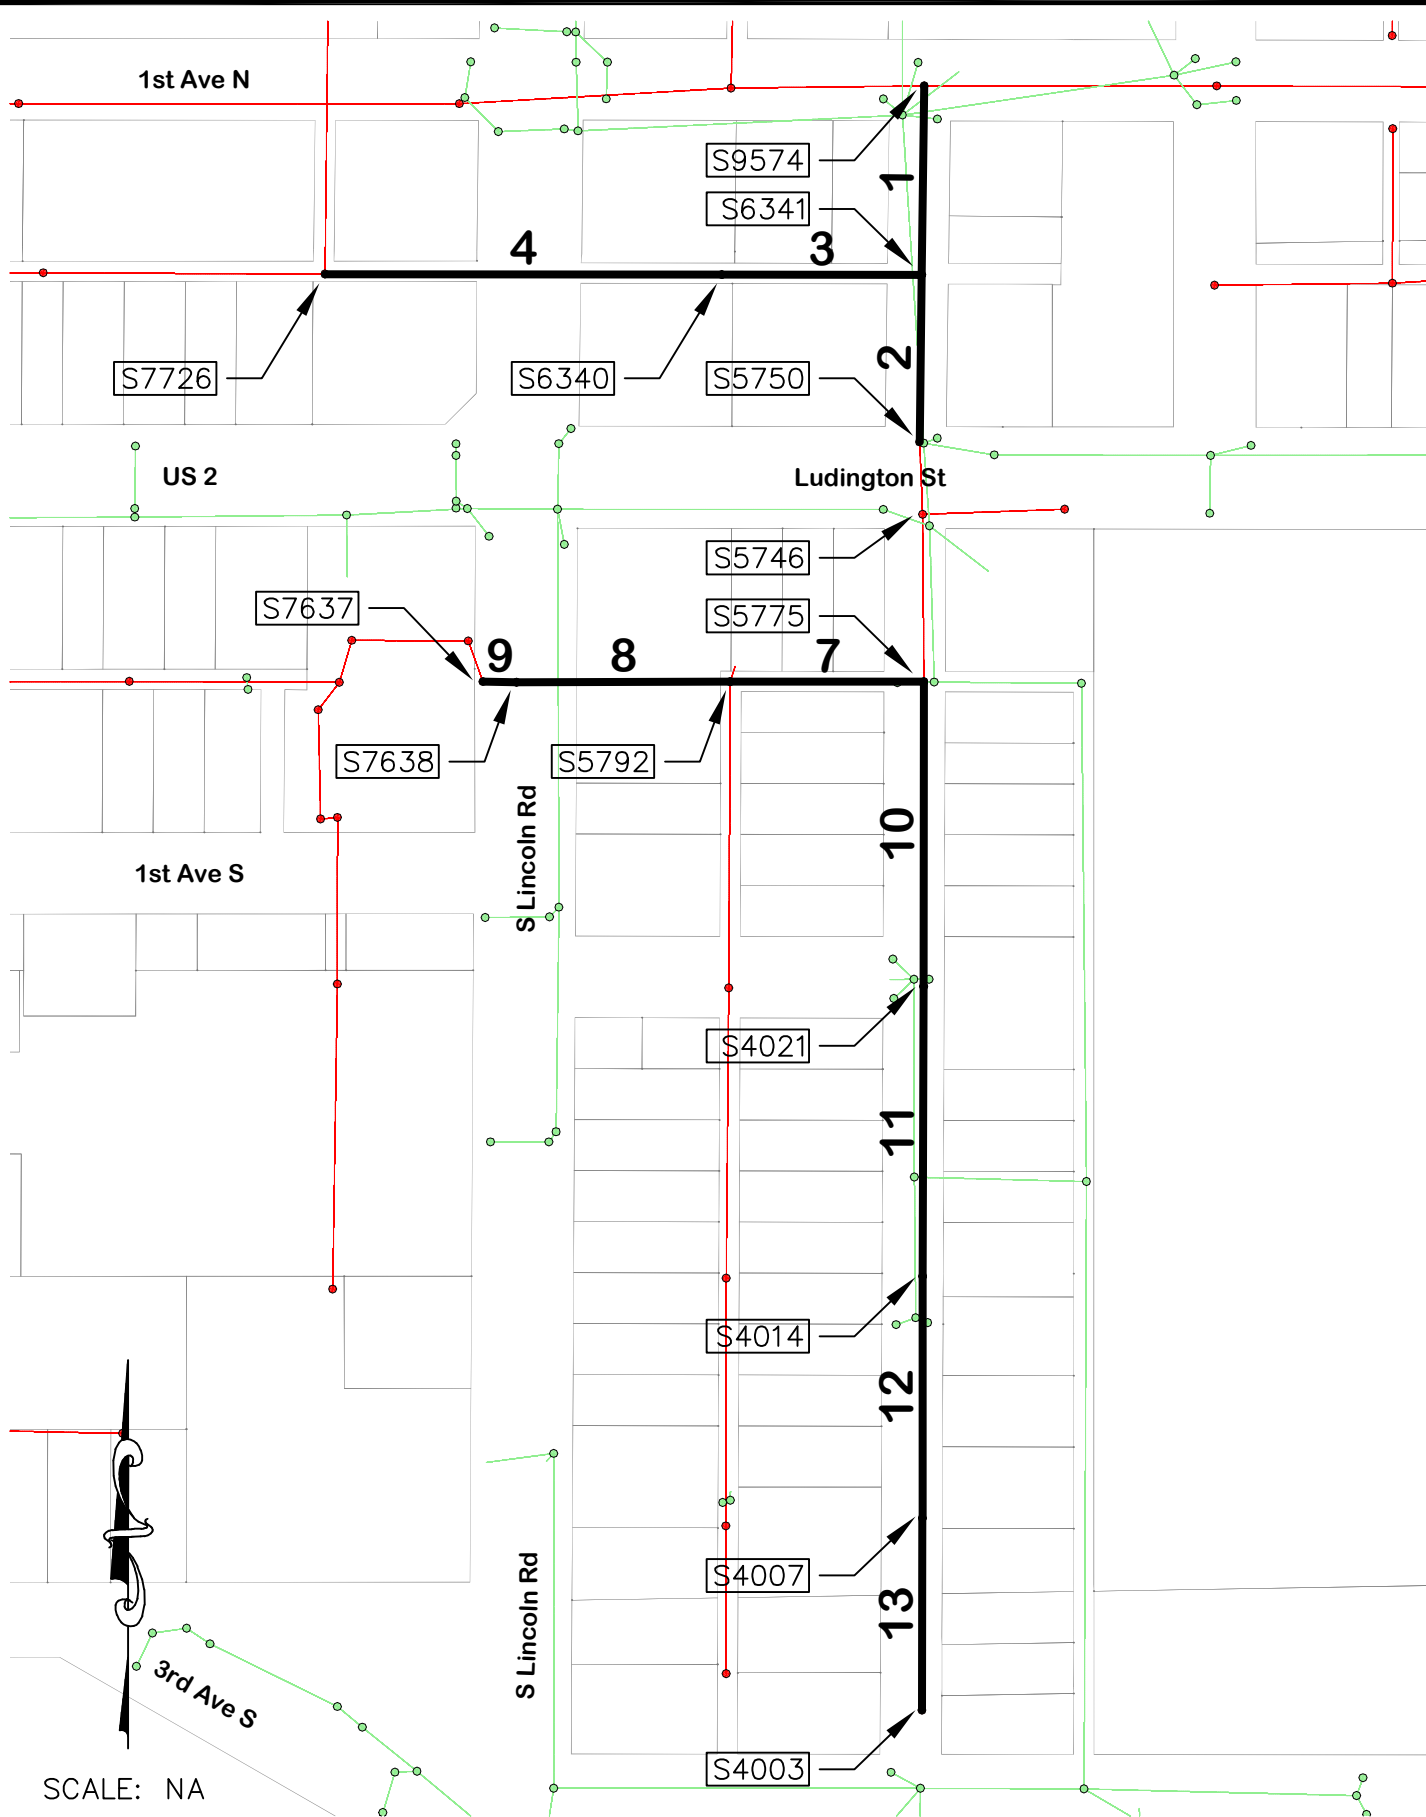 1st Ave N
S9574
1
S6341
4
3
S7726
S6340
S5750
2
US 2
Ludington St
S5746
S7637
S5775
9
8
7
S7638
S5792
10
S Lincoln Rd
1st Ave S
S4021
11
S4014
12
S4007
13
S Lincoln Rd
3rd Ave S
S4003
SCALE: NA